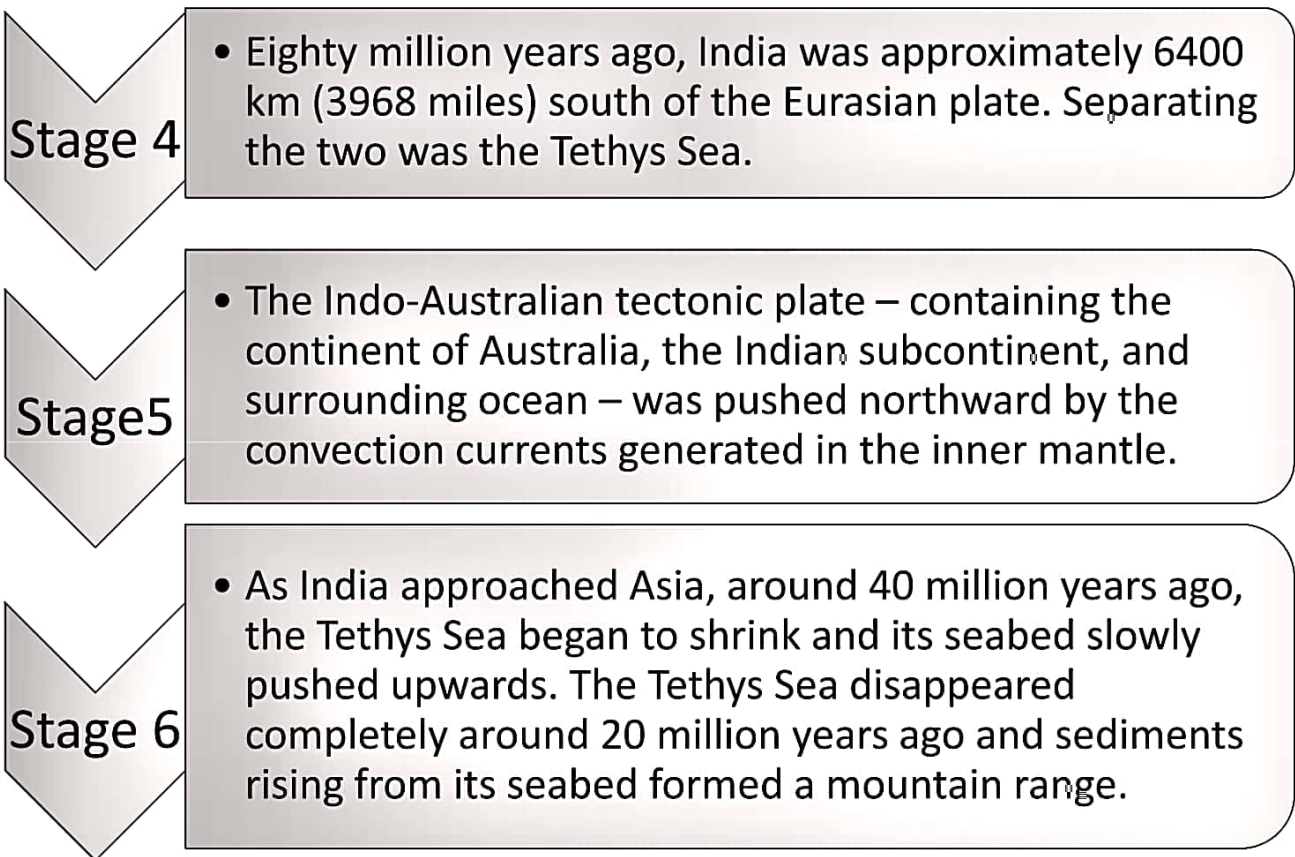 Stage 4
• Eighty million years ago, India was approximately 6400
km (3968 miles) south of the Eurasian plate. Separating
the two was the Tethys Sea.
Stage5
• The Indo-Australian tectonic plate – containing the
continent of Australia, the Indian subcontinent, and
surrounding ocean – was pushed northward by the
convection currents generated in the inner mantle.
Stage 6
• As India approached Asia, around 40 million years ago,
the Tethys Sea began to shrink and its seabed slowly
pushed upwards. The Tethys Sea disappeared
completely around 20 million years ago and sediments
rising from its seabed formed a mountain range.